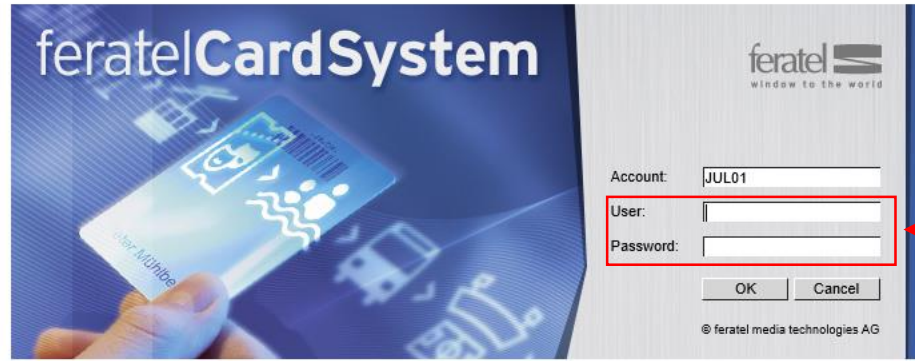 feratelCardSystem
feratel
window to the world
Account: JUL01
User:
Password:
OK Cancel
© feratel media technologies AG